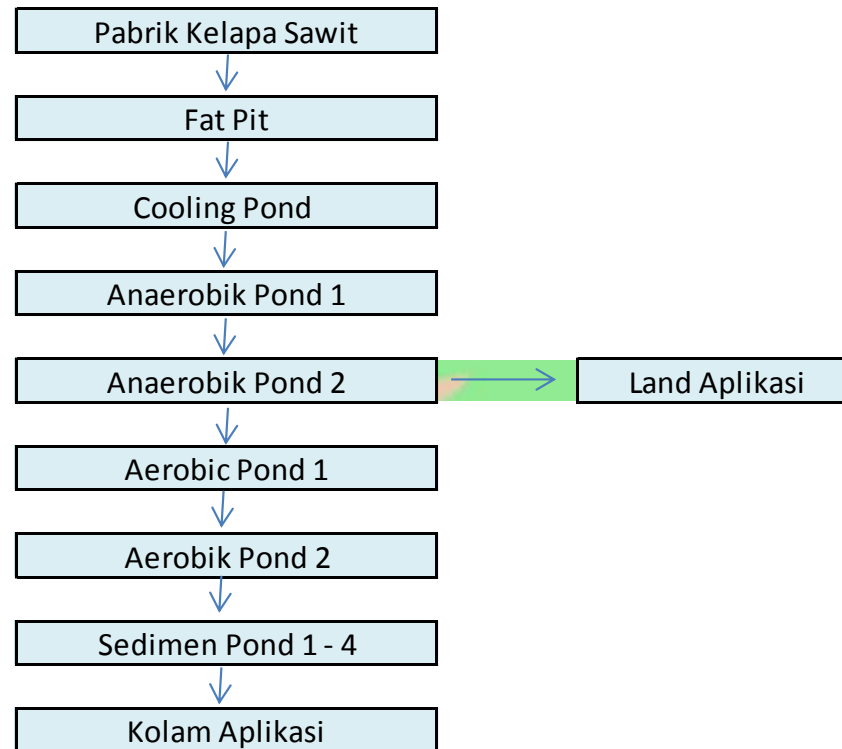 Pabrik Kelapa Sawit
Fat Pit
Cooling Pond
Anaerobik Pond 1
Anaerobik Pond 2
Land Aplikasi
Aerobic Pond 1
Aerobik Pond 2
Sedimen Pond 1 - 4
Kolam Aplikasi